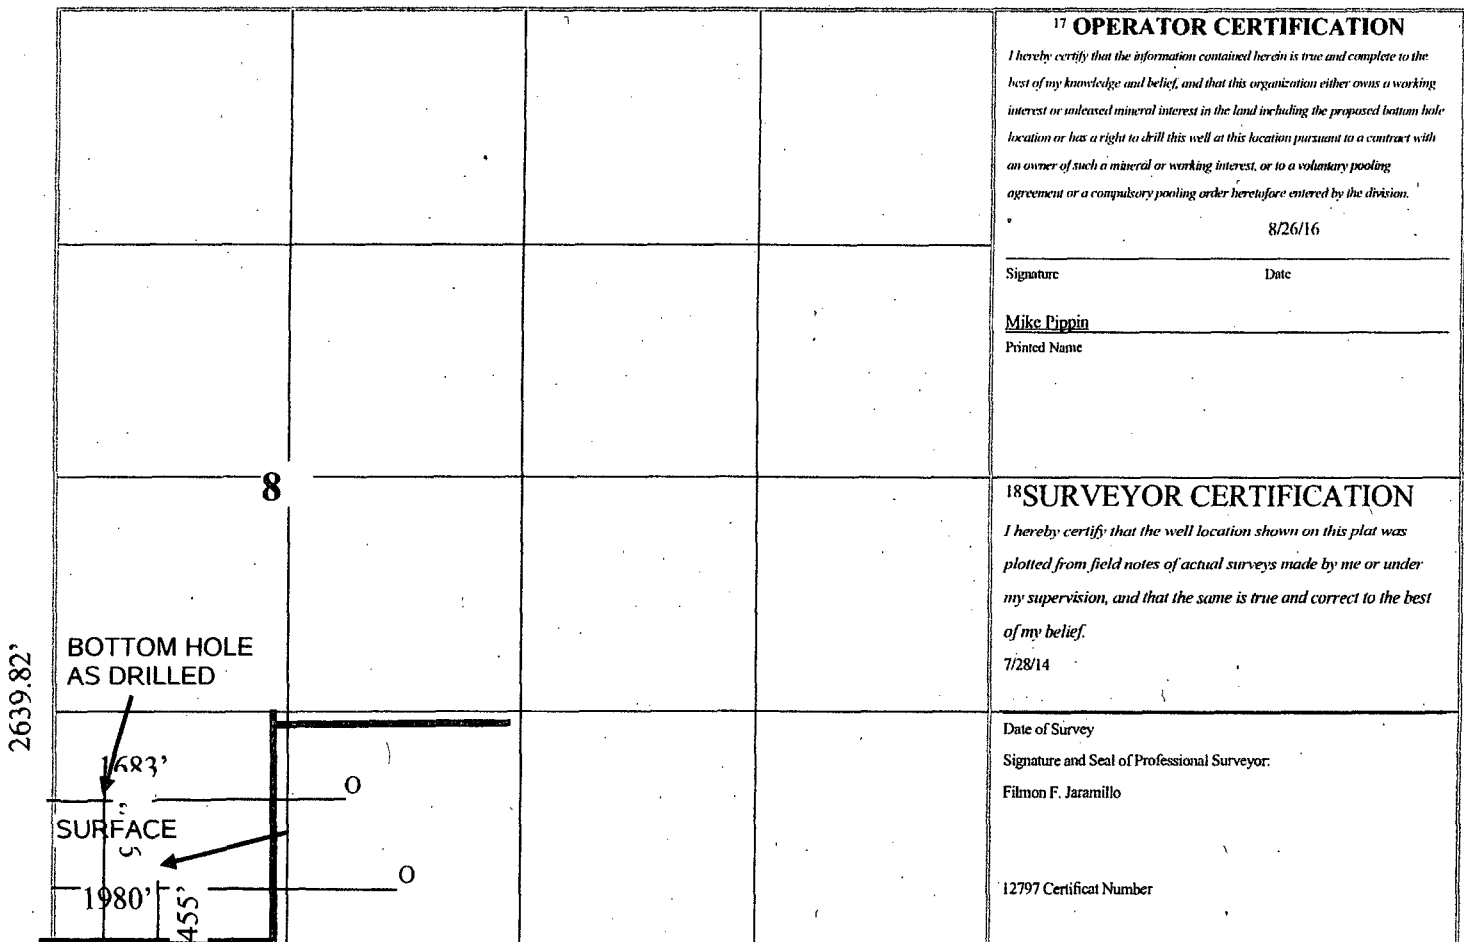 17 OPERATOR CERTIFICATION
I hereby certify that the information contained herein is true and complete to the
best of my knowledge and belief, and that this organization either owns a working
interest or unleased mineral interest in the land including the proposed bottom hole
location or has a right to drill this well at this location pursuant to a contract with
an owner of such a mineral or working interest, or to a voluntary pooling
agreement or a compulsory pooling order heretofore entered by the division.
8/26/16
Signature Date
Mike Pippin
Printed Name
8
18 SURVEYOR CERTIFICATION
I hereby certify that the well location shown on this plat was
plotted from field notes of actual surveys made by me or under
my supervision, and that the same is true and correct to the best
of my belief.
7/28/14
Date of Survey
Signature and Seal of Professional Surveyor:
Filmon F. Jaramillo
12797 Certificat Number
2639.82’
BOTTOM HOLE
AS DRILLED
1683’
O
SURFACE
O
1980’
455’